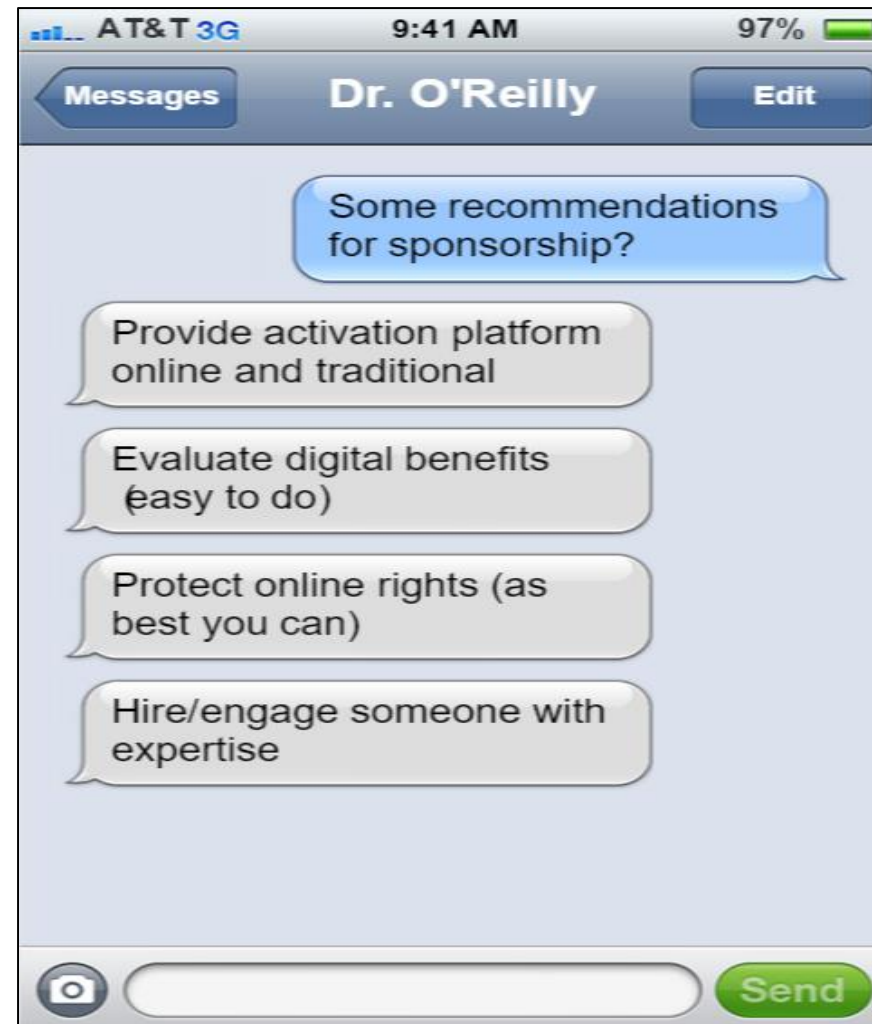 AT&T 3G 9:41 AM 97%
Messages Dr. O'Reilly Edit
Some recommendations
for sponsorship?
Provide activation platform
online and traditional
Evaluate digital benefits
(easy to do)
Protect online rights (as
best you can)
Hire/engage someone with
expertise
Send